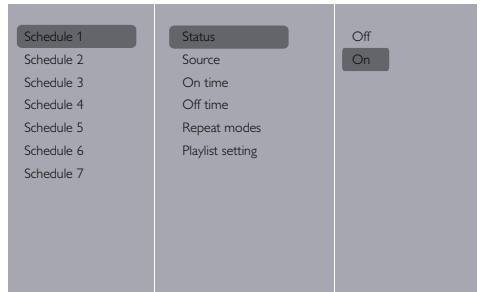 Schedule 1
Schedule 2
Schedule 3
Schedule 4
Schedule 5
Schedule 6
Schedule 7
Status
Source
On time
Off time
Repeat modes
Playlist setting
Off
On